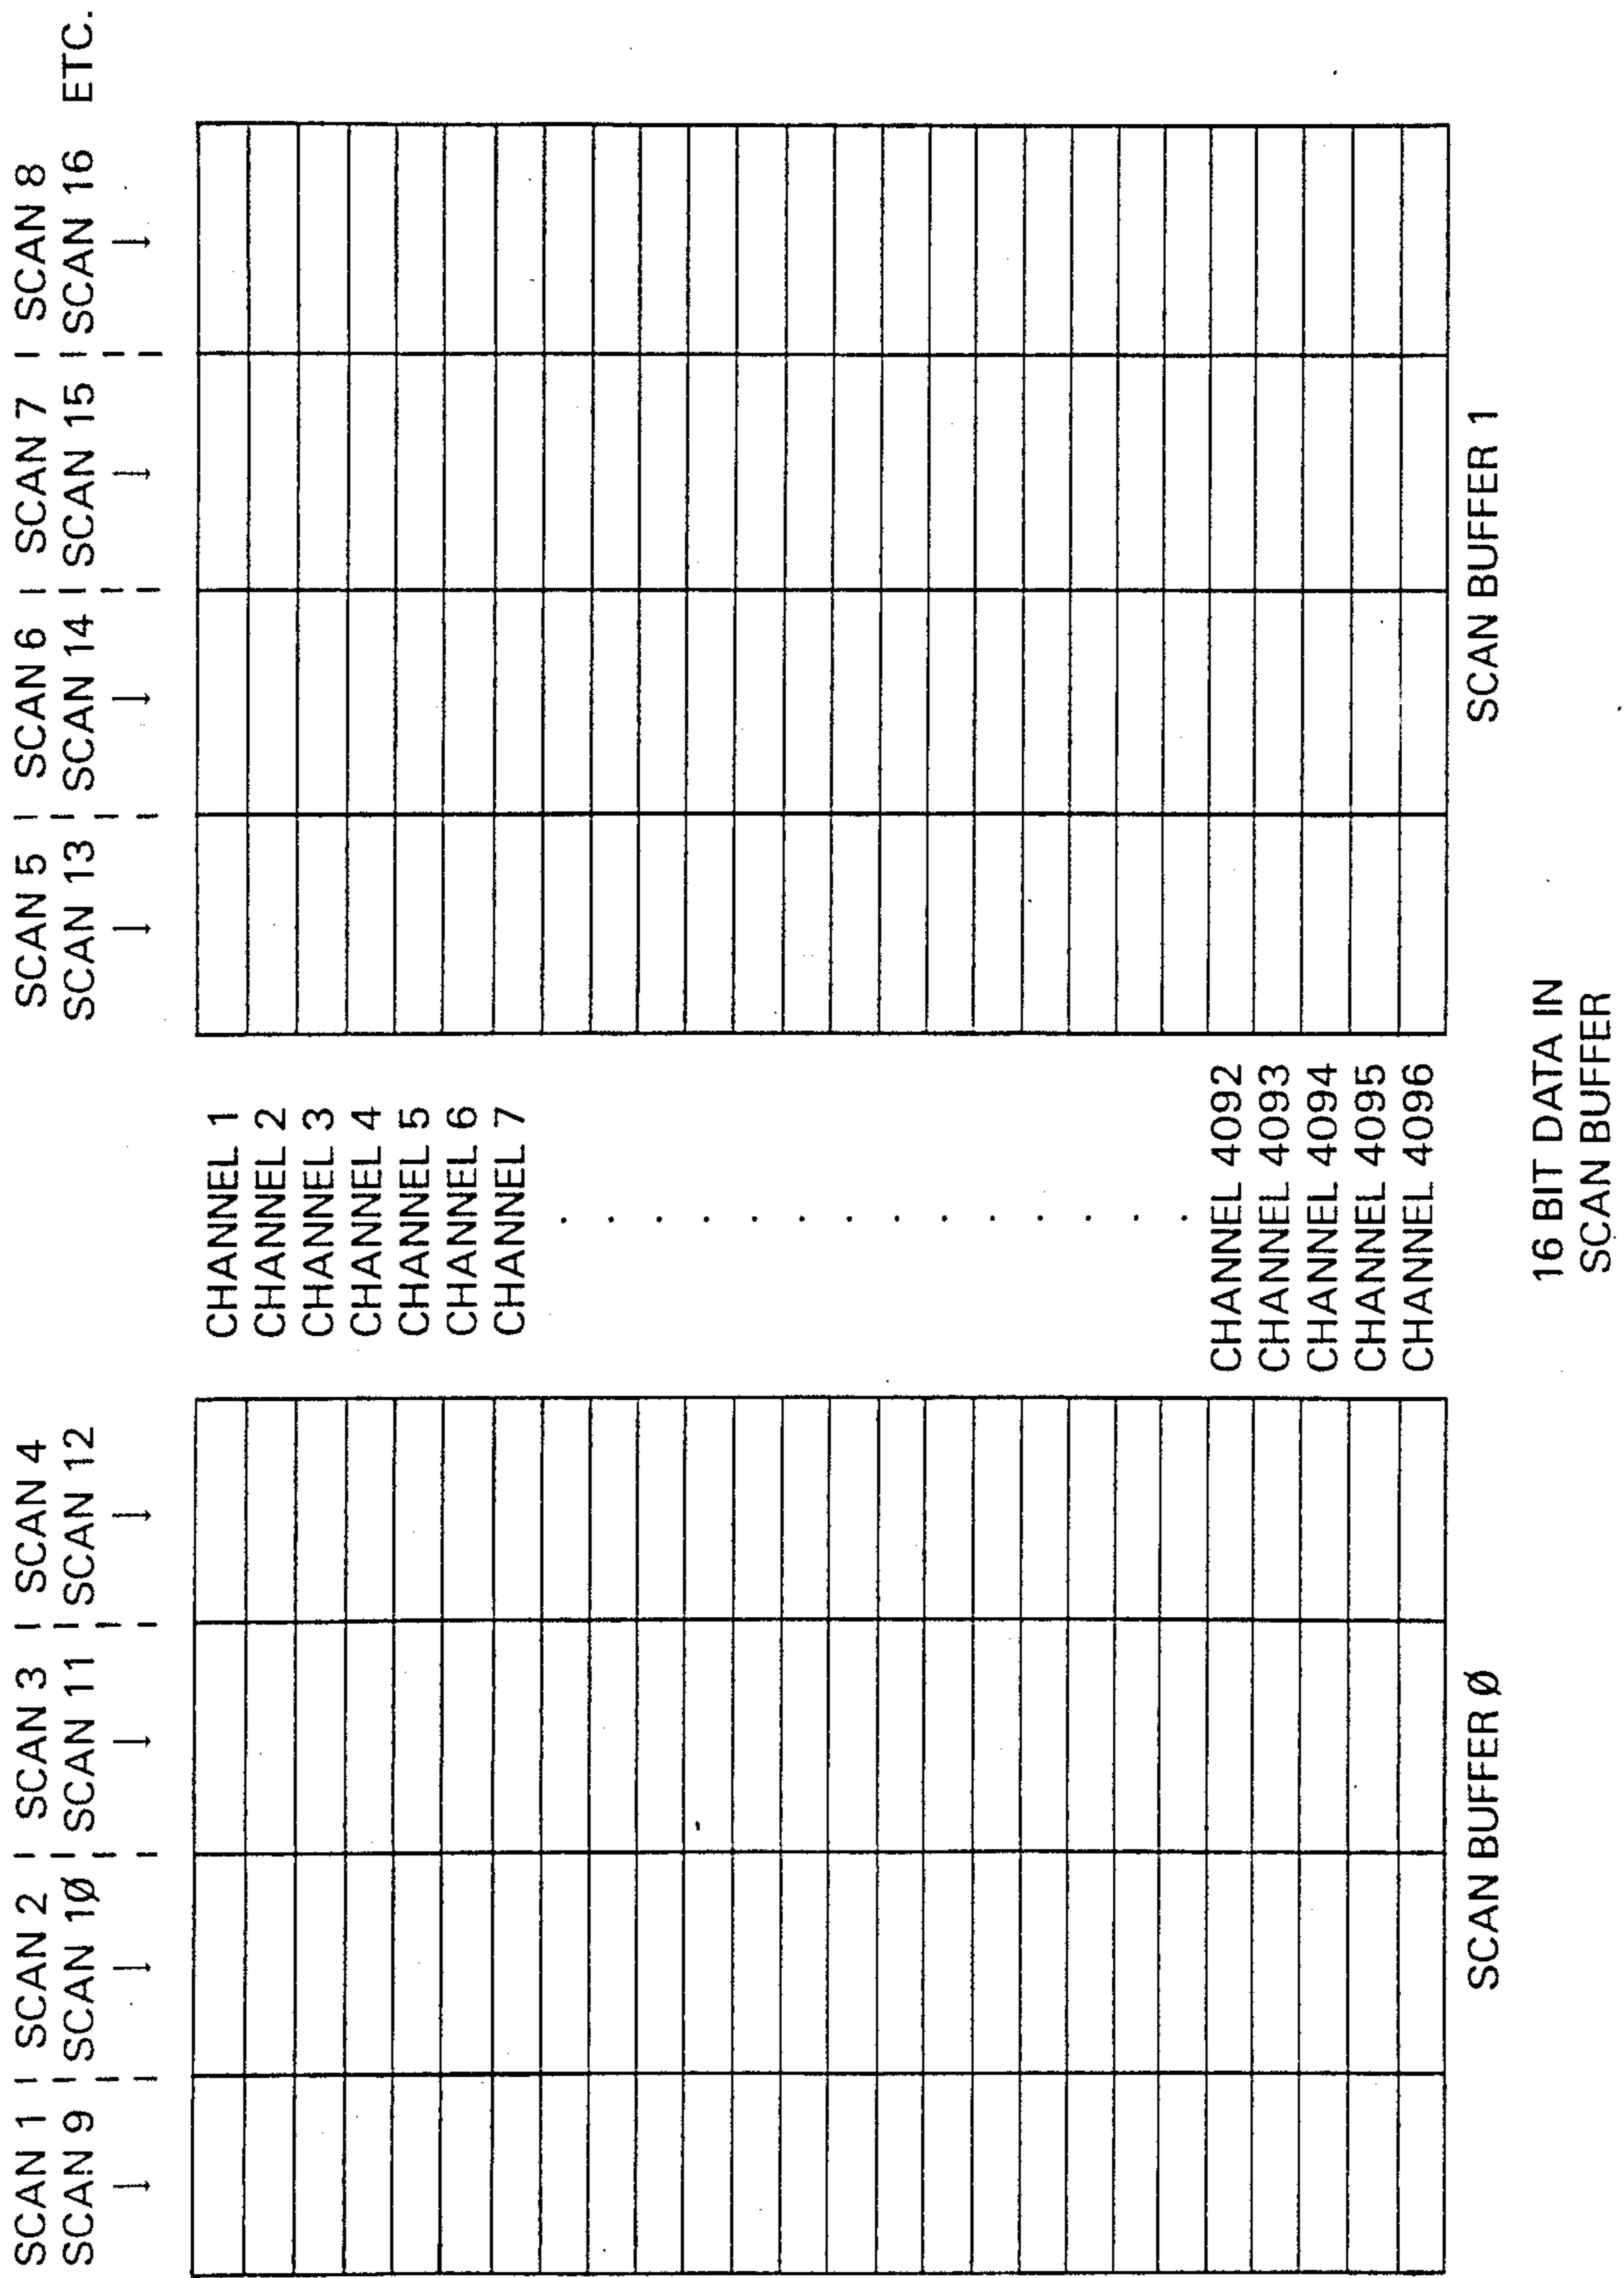 SCAN 1 | SCAN 2 | SCAN 3 | SCAN 4
SCAN 9 | SCAN 1Ø | SCAN 11 | SCAN 12
SCAN 5 | SCAN 6 | SCAN 7 | SCAN 8
SCAN 13 | SCAN 14 | SCAN 15 | SCAN 16 ETC.
CHANNEL 1
CHANNEL 2
CHANNEL 3
CHANNEL 4
CHANNEL 5
CHANNEL 6
CHANNEL 7
CHANNEL 4092
CHANNEL 4093
CHANNEL 4094
CHANNEL 4095
CHANNEL 4096
SCAN BUFFER Ø
SCAN BUFFER 1
16 BIT DATA IN
SCAN BUFFER